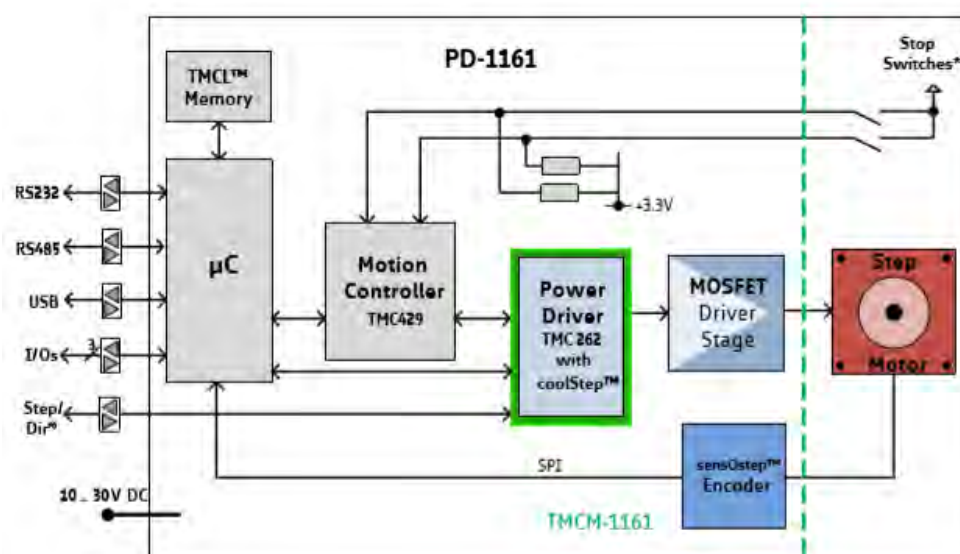 PD-1161
Stop
Switches*
TMCL™
Memory
RS232
RS485
USB
3
I/Os
Step/
Dir*
10 _ 30V DC
µC
+3.3V
Motion
Controller
TMC429
Power
Driver
TMC 262
with
coolStep™
MOSFET
Driver
Stage
Step
Motor
SPI
sensOstep™
Encoder
TMCM-1161